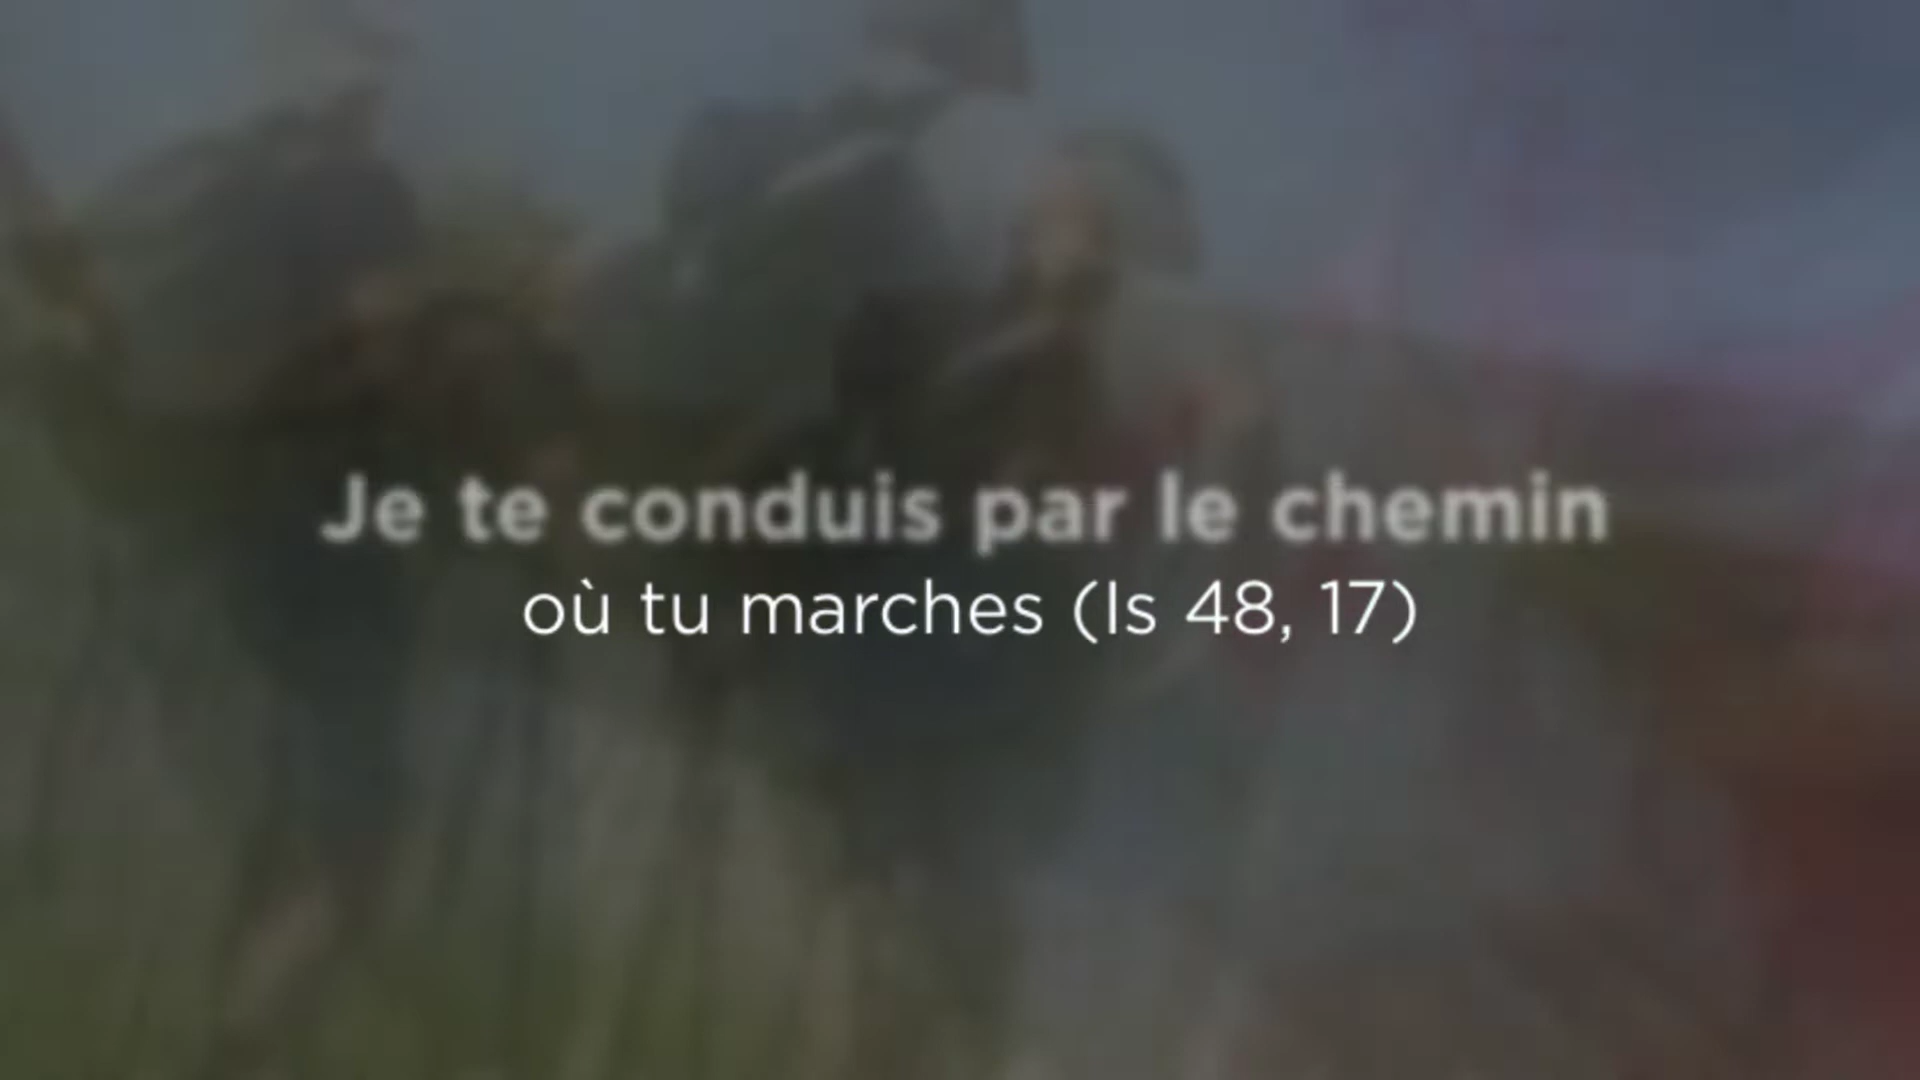 Je te conduis par le chemin
où tu marches (Is 48, 17)